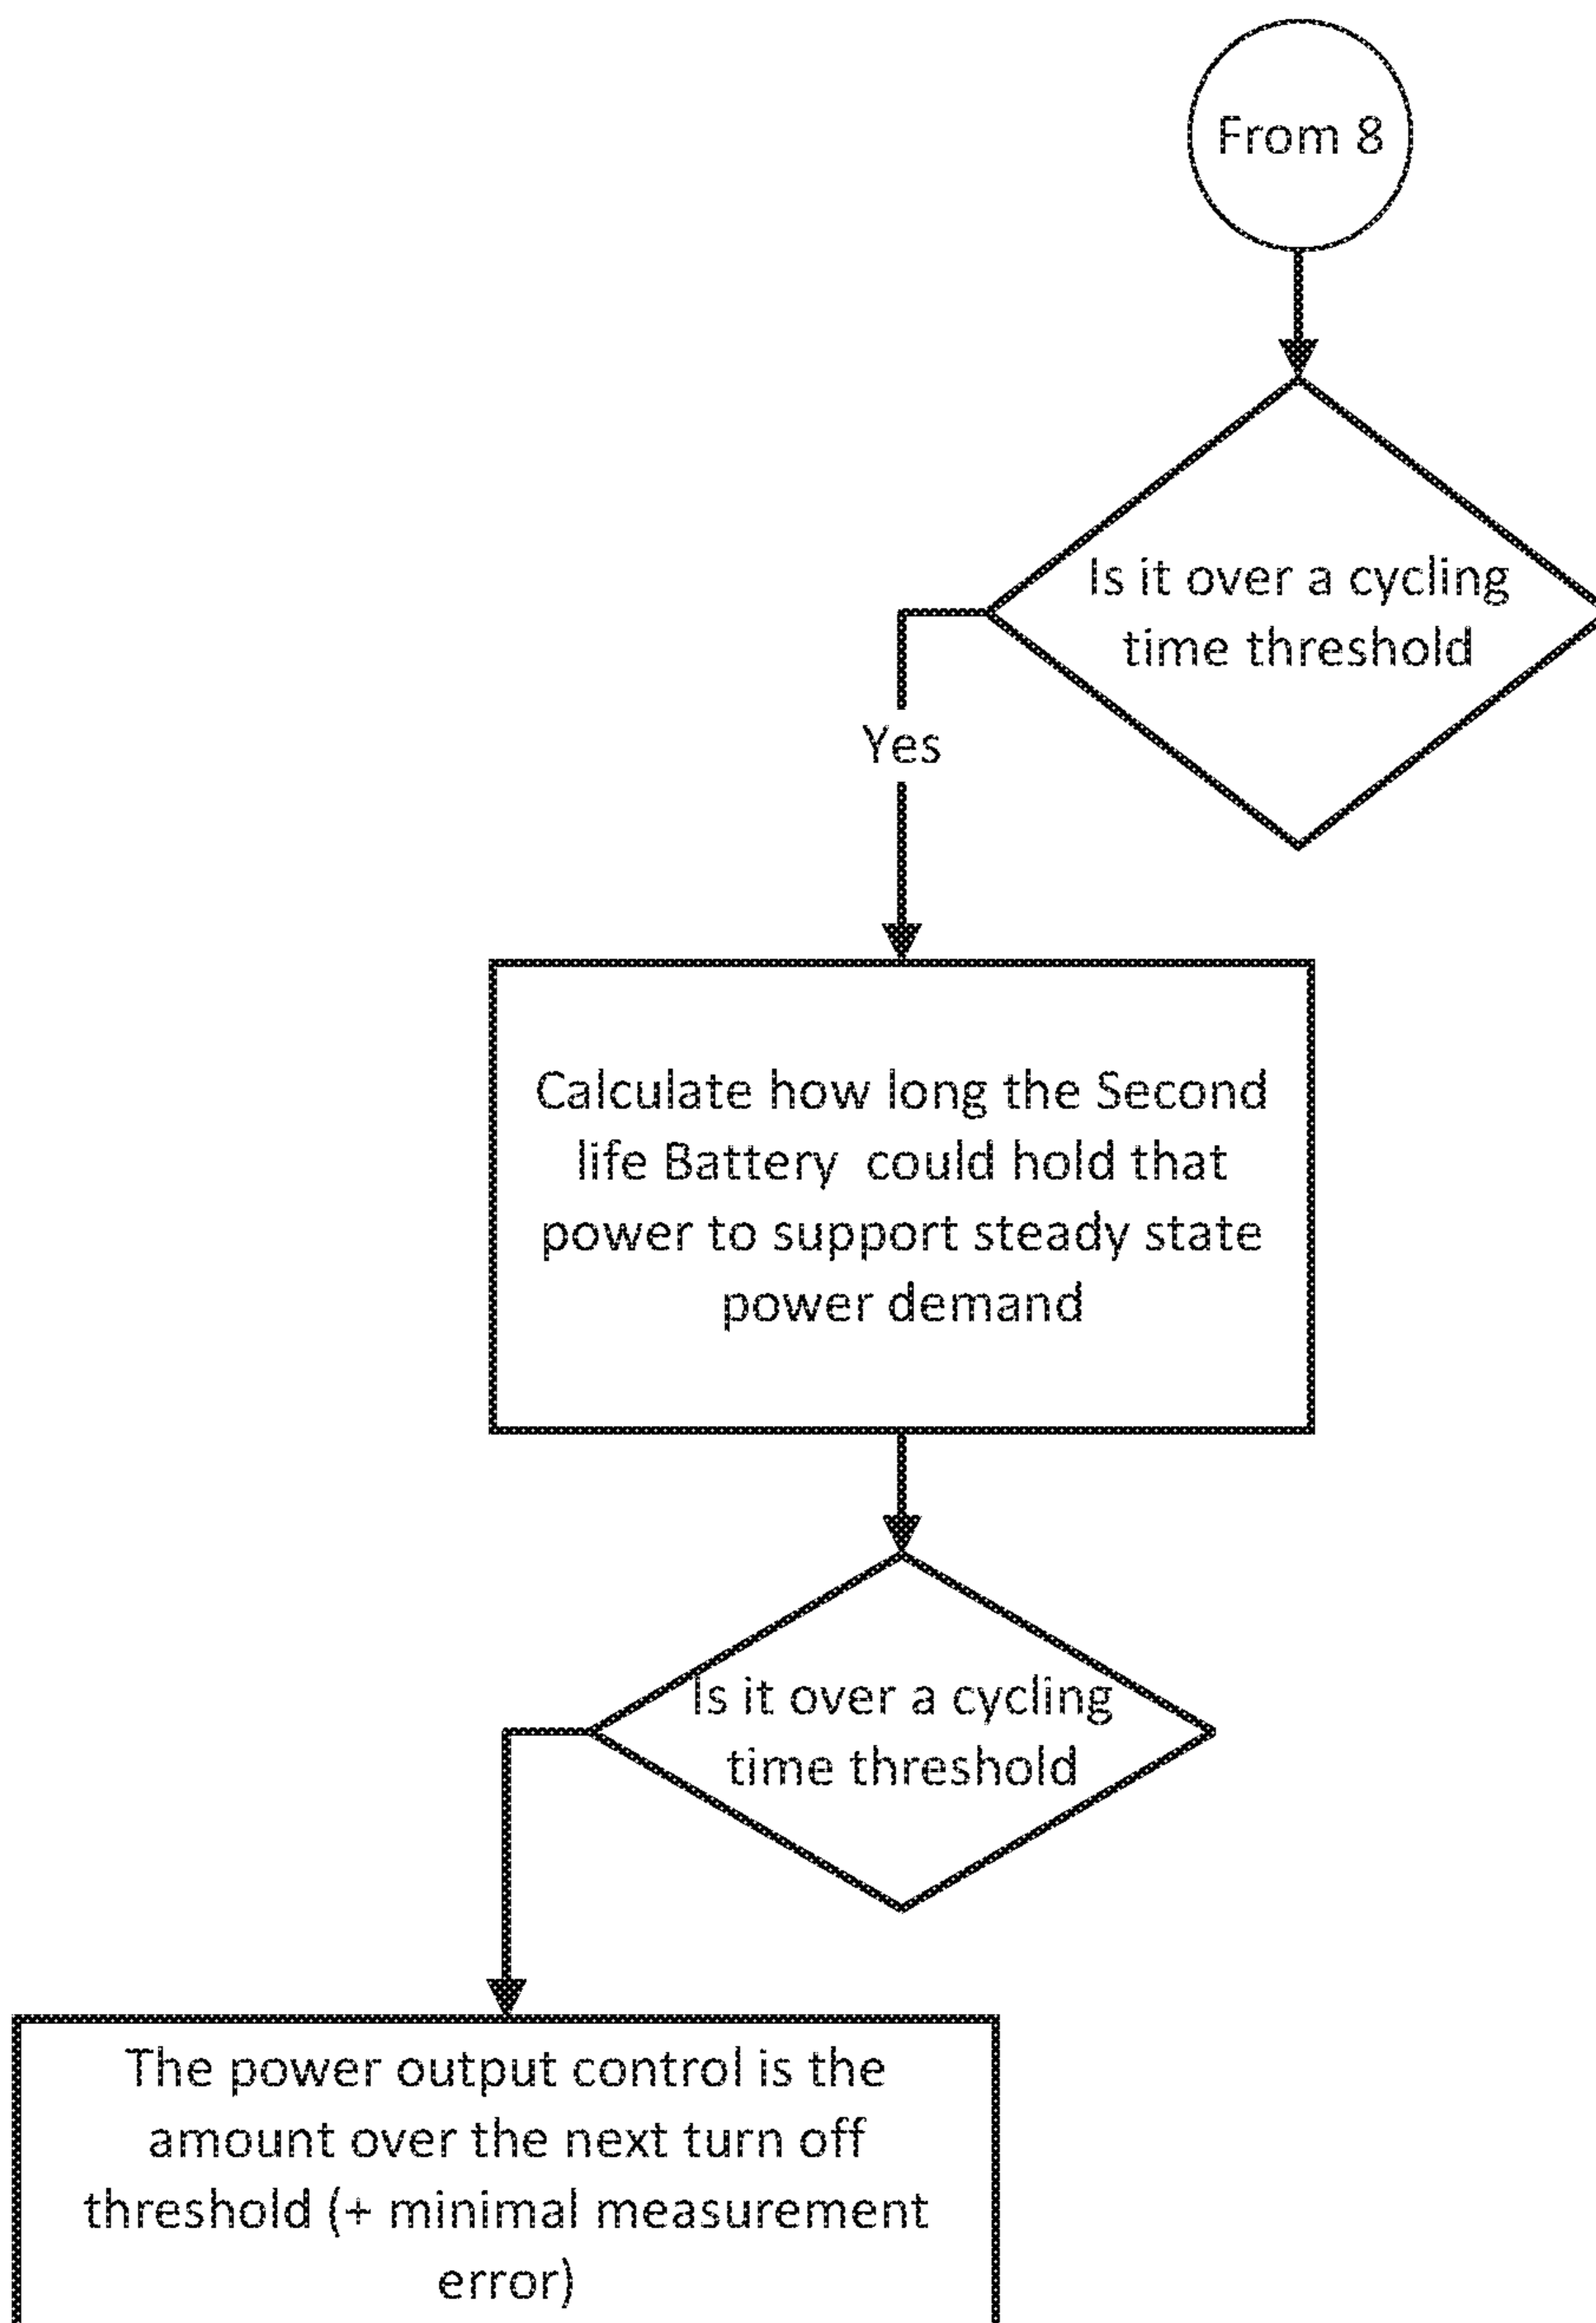 From 8
Is it over a cycling
time threshold
Yes
Calculate how long the Second
life Battery could hold that
power to support steady state
power demand
Is it over a cycling
time threshold
The power output control is the
amount over the next turn off
threshold (+ minimal measurement
error)